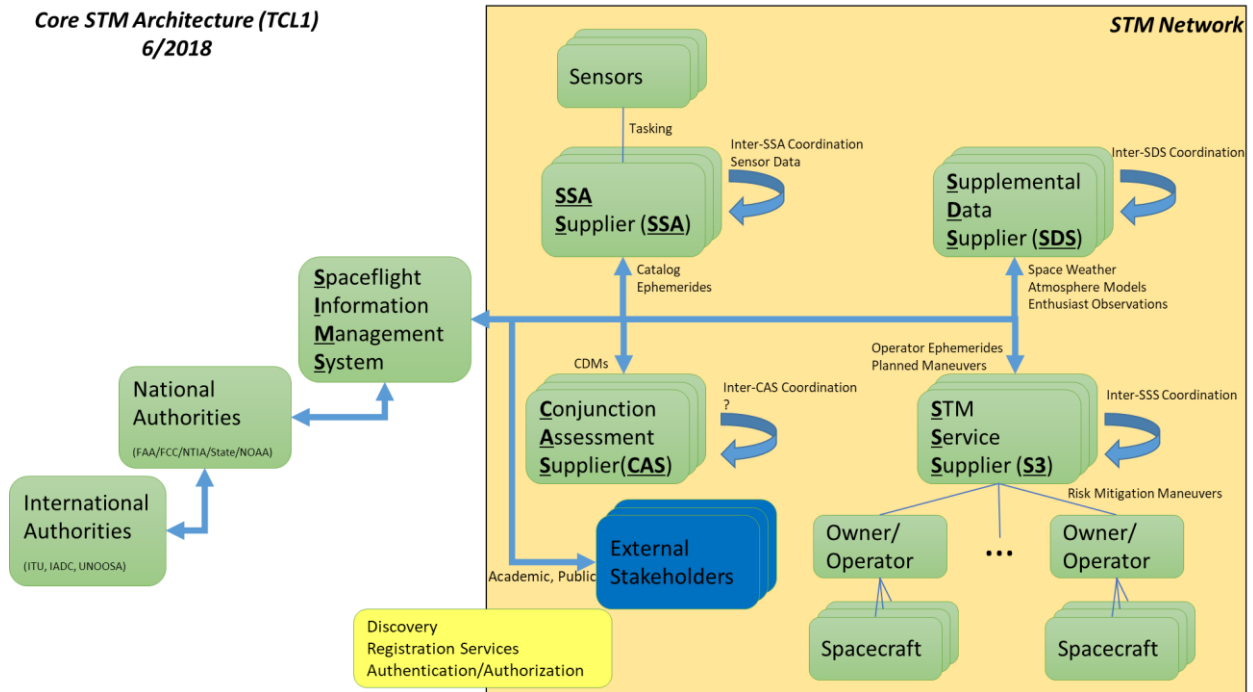 Core STM Architecture (TCL1)
6/2018
STM Network
Sensors
Tasking
Inter-SSA Coordination
Sensor Data
SSA
Supplier (SSA)
Inter-SDS Coordination
Supplemental
Data
Supplier (SDS)
Catalog
Ephemerides
Space Weather
Atmosphere Models
Enthusiast Observations
Spaceflight
Information
Management
System
CDMs
Operator Ephemerides
Planned Maneuvers
National
Authorities
(FAA/FCC/NTIA/State/NOAA)
Conjunction
Assessment
Supplier(CAS)
Inter-CAS Coordination
?
STM
Service
Supplier (S3)
Inter-SSS Coordination
International
Authorities
(ITU, IADC, UNOOSA)
Risk Mitigation Maneuvers
External
Stakeholders
Academic, Public
Owner/
Operator
...
Owner/
Operator
Discovery
Registration Services
Authentication/Authorization
Spacecraft
Spacecraft